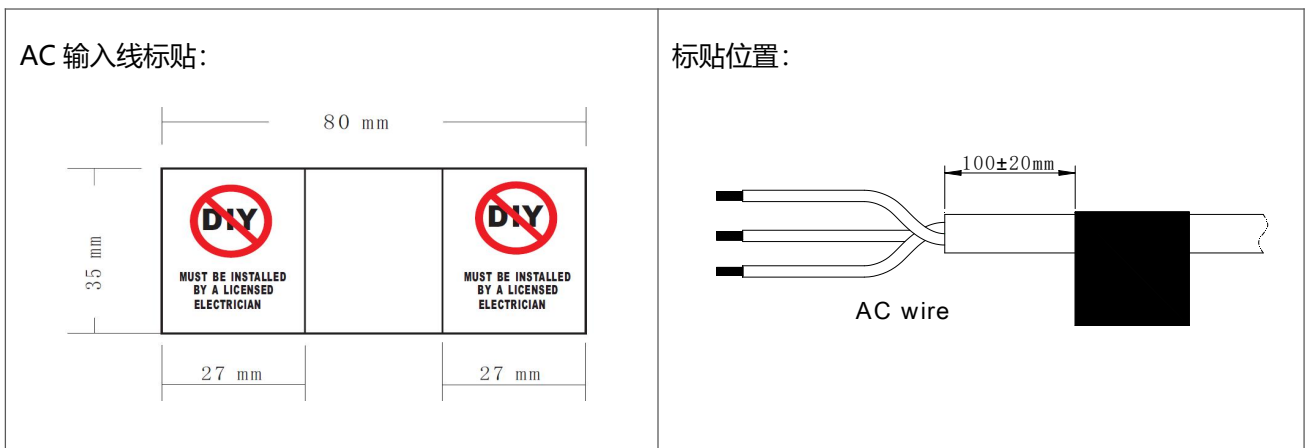 AC 输入线标贴：
80 mm
35 mm
DIY
MUST BE INSTALLED
BY A LICENSED
ELECTRICIAN
DIY
MUST BE INSTALLED
BY A LICENSED
ELECTRICIAN
27 mm
27 mm
标贴位置：
100±20mm
AC wire